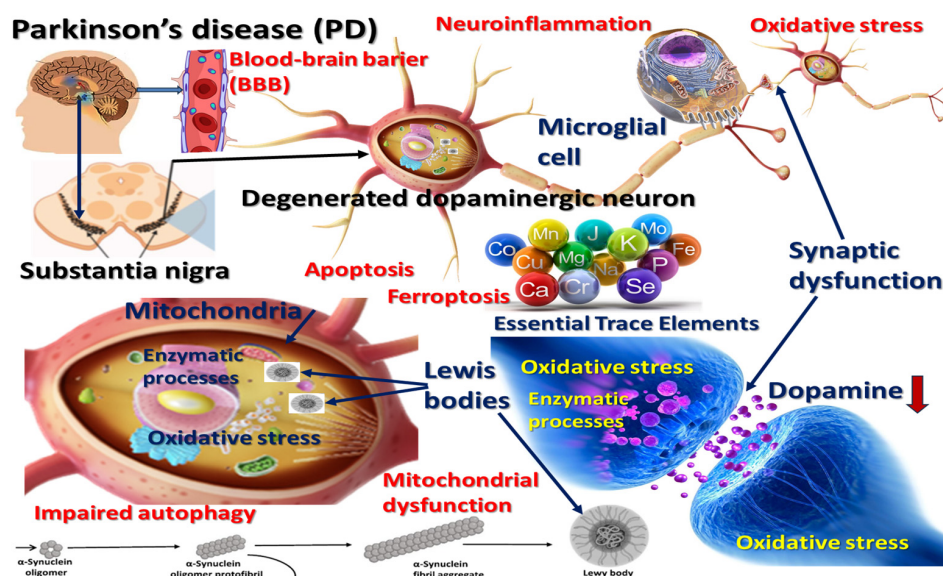 Parkinson's disease (PD)
Neuroinflammation
Oxidative stress
Blood-brain barier
(BBB)
Microglial
cell
Degenerated dopaminergic neuron
Substantia nigra
Apoptosis
Ferroptosis
Co
Mn
J
K
Mo
Fe
Cu
Mg
Na
P
Ca
Cr
Se
Essential Trace Elements
Synaptic
dysfunction
Mitochondria
Enzymatic
processes
Oxidative stress
Lewis
bodies
Oxidative stress
Enzymatic
processes
Dopamine
Oxidative stress
Impaired autophagy
Mitochondrial
dysfunction
α-Synuclein
oligomer
α-Synuclein
oligomer protofibril
α-Synuclein
fibril aggregate
Lewy body